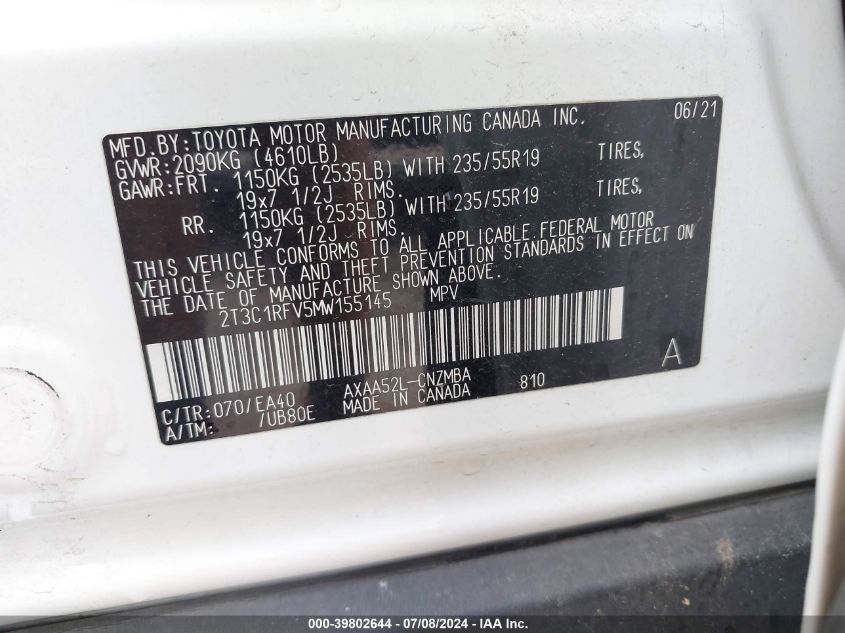 MFD. BY: TOYOTA MOTOR MANUFACTURING CANADA INC. 06/21
GVWR: 2090KG (4610LB)
GAWR: FRT. 1150KG (2535LB) WITH 235/55R19 TIRES,
19x7 1/2J RIMS.
RR. 1150KG (2535LB) WITH 235/55R19 TIRES,
19x7 1/2J RIMS.
THIS VEHICLE CONFORMS TO ALL APPLICABLE FEDERAL MOTOR
VEHICLE SAFETY AND THEFT PREVENTION STANDARDS IN EFFECT ON
THE DATE OF MANUFACTURE SHOWN ABOVE.
2T3C1RFV5MW155145 MPV
C/TR: 070/EA40 AXAA52L-CNZMBA 810 A
A/TM: /UB80E MADE IN CANADA
000-39802644 / 07/08/2024 / IAA Inc.